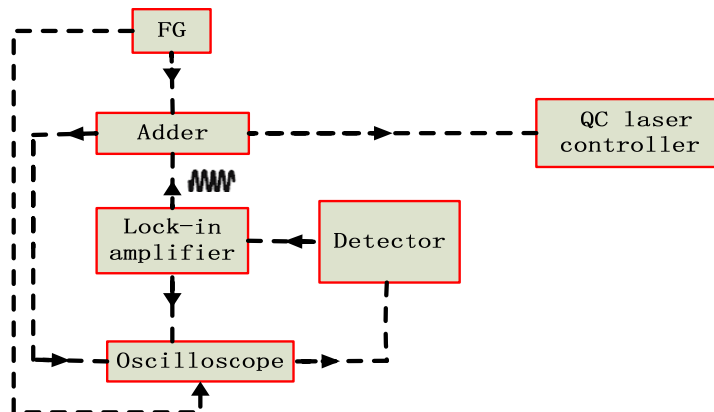 FG
Adder
QC laser
controller
Lock-in
amplifier
Detector
Oscilloscope